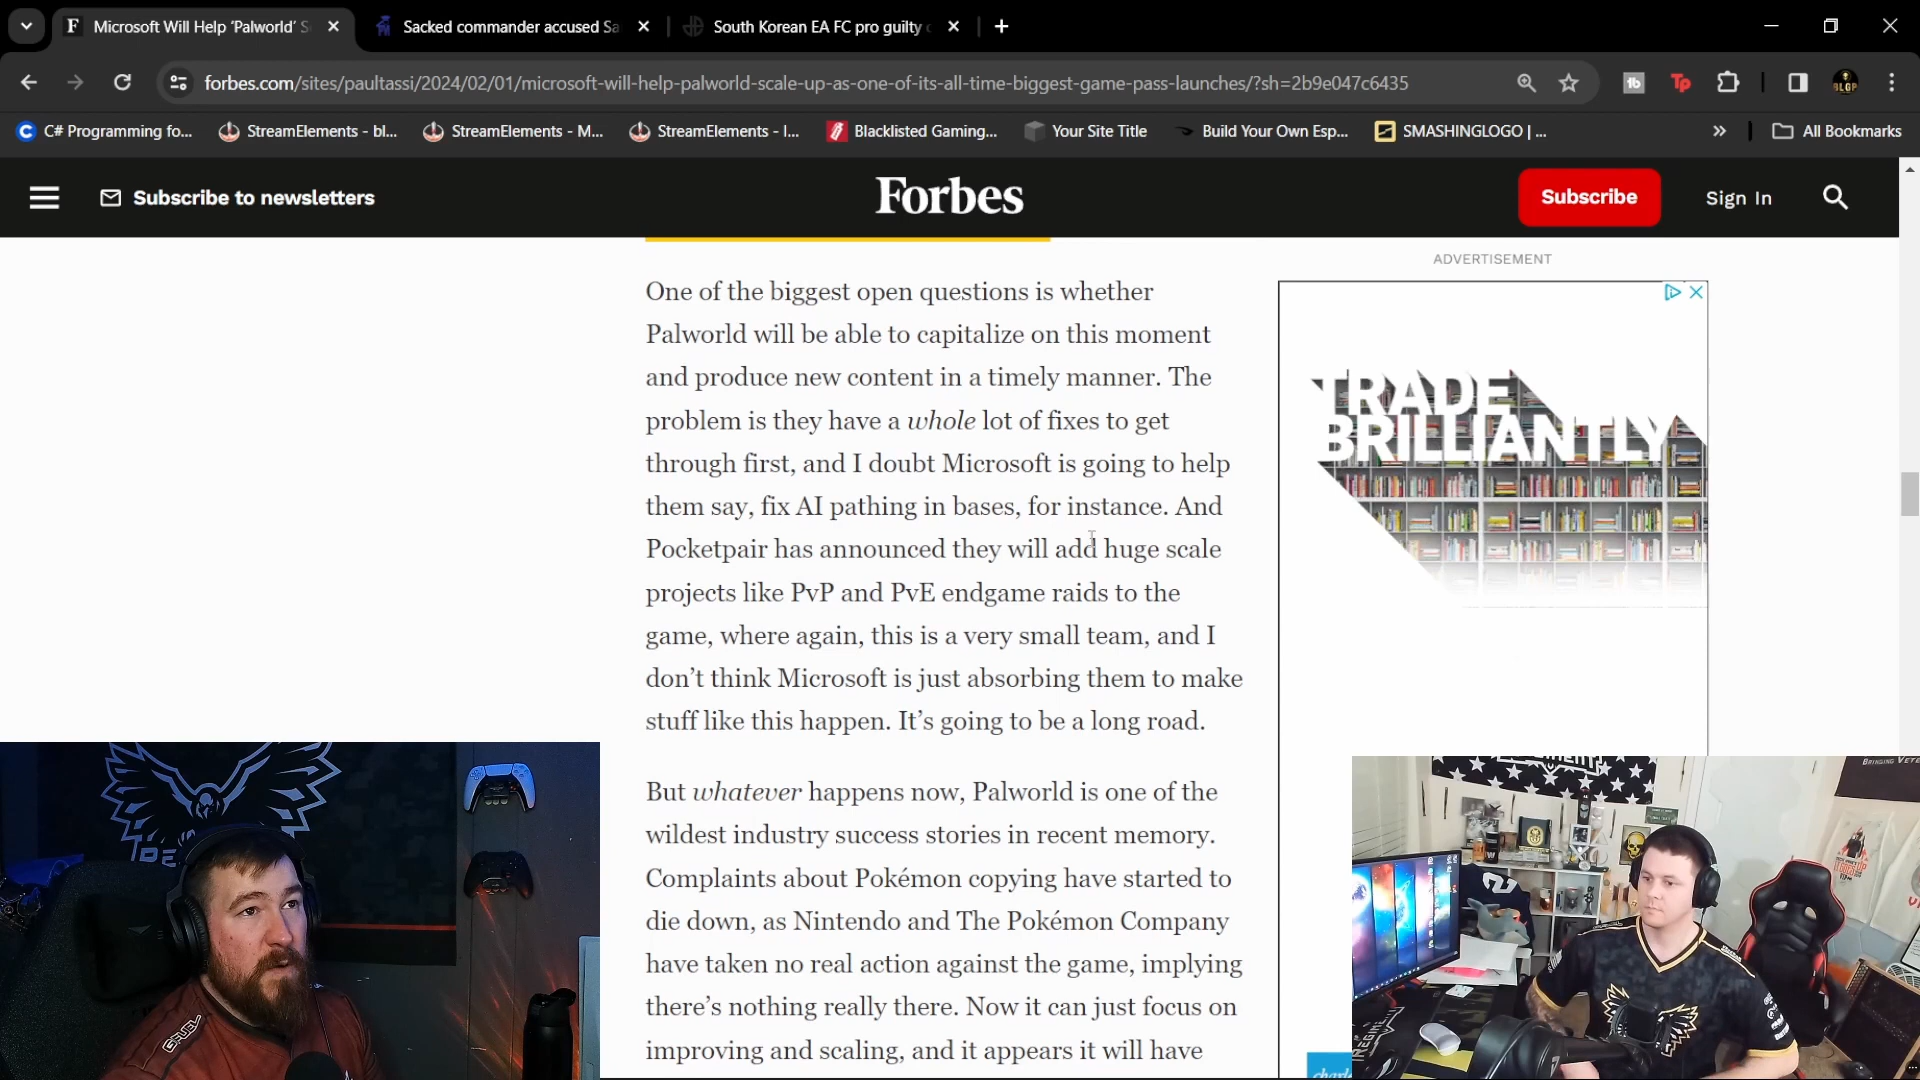 Microsoft Will Help ‘Palworld’ S
Sacked commander accused Sa
South Korean EA FC pro guilty
forbes.com/sites/paultassi/2024/02/01/microsoft-will-help-palworld-scale-up-as-one-of-its-all-time-biggest-game-pass-launches/?sh=2b9e047c6435
C# Programming fo...
StreamElements - bl...
StreamElements - M...
StreamElements - I...
Blacklisted Gaming...
Your Site Title
Build Your Own Esp...
SMASHINGLOGO | ...
All Bookmarks
Subscribe to newsletters
Forbes
Subscribe
Sign In
ADVERTISEMENT
One of the biggest open questions is whether
Palworld will be able to capitalize on this moment
and produce new content in a timely manner. The
problem is they have a whole lot of fixes to get
through first, and I doubt Microsoft is going to help
them say, fix AI pathing in bases, for instance. And
Pocketpair has announced they will add huge scale
projects like PvP and PvE endgame raids to the
game, where again, this is a very small team, and I
don’t think Microsoft is just absorbing them to make
stuff like this happen. It’s going to be a long road.
But whatever happens now, Palworld is one of the
wildest industry success stories in recent memory.
Complaints about Pokémon copying have started to
die down, as Nintendo and The Pokémon Company
have taken no real action against the game, implying
there’s nothing really there. Now it can just focus on
improving and scaling, and it appears it will have
TRADE
BRILLIANTLY
G FUEL